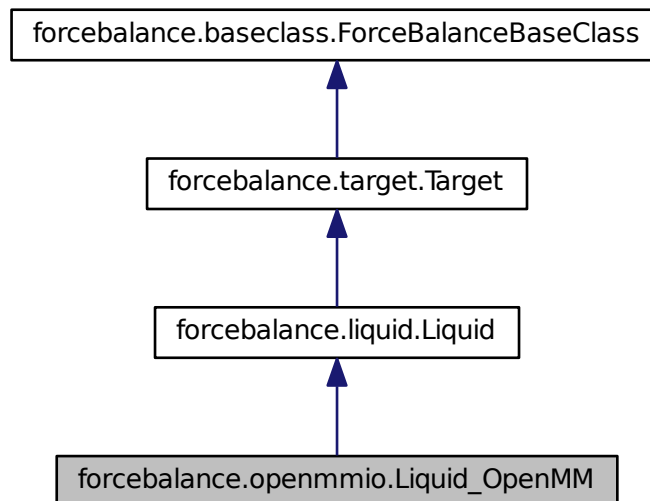 forcebalance.baseclass.ForceBalanceBaseClass
forcebalance.target.Target
forcebalance.liquid.Liquid
forcebalance.openmmio.Liquid_OpenMM